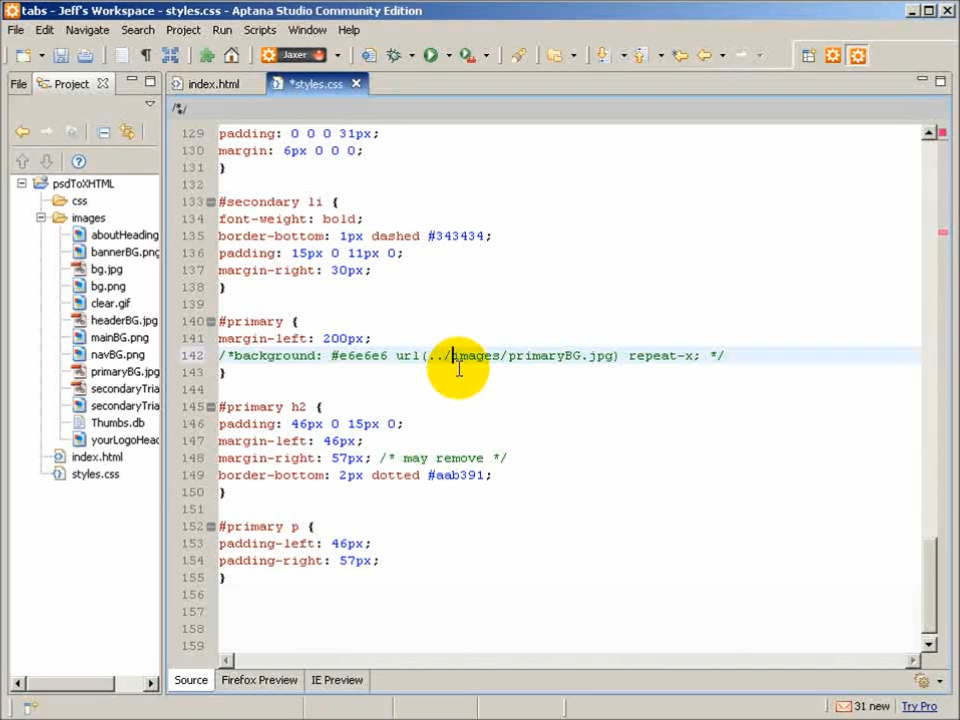 tabs - Jeff's Workspace - styles.css - Aptana Studio Community Edition
File Edit Navigate Search Project Run Scripts Window Help
Jaxer
File Project index.html *styles.css
/*/
129 padding: 0 0 0 31px;
130 margin: 6px 0 0 0;
131 }
132
133 #secondary li {
134 font-weight: bold;
135 border-bottom: 1px dashed #343434;
136 padding: 15px 0 11px 0;
137 margin-right: 30px;
138 }
139
140 #primary {
141 margin-left: 200px;
142 /*background: #e6e6e6 url(../images/primaryBG.jpg) repeat-x; */
143 }
144
145 #primary h2 {
146 padding: 46px 0 15px 0;
147 margin-left: 46px;
148 margin-right: 57px; /* may remove */
149 border-bottom: 2px dotted #aab391;
150 }
151
152 #primary p {
153 padding-left: 46px;
154 padding-right: 57px;
155 }
156
157
158
159
psdToXHTML
css
images
aboutHeading
bannerBG.png
bg.jpg
bg.png
clear.gif
headerBG.jpg
mainBG.png
navBG.png
primaryBG.jpg
secondaryTria
secondaryTria
Thumbs.db
yourLogoHea
index.html
styles.css
Source Firefox Preview IE Preview
31 new Try Pro